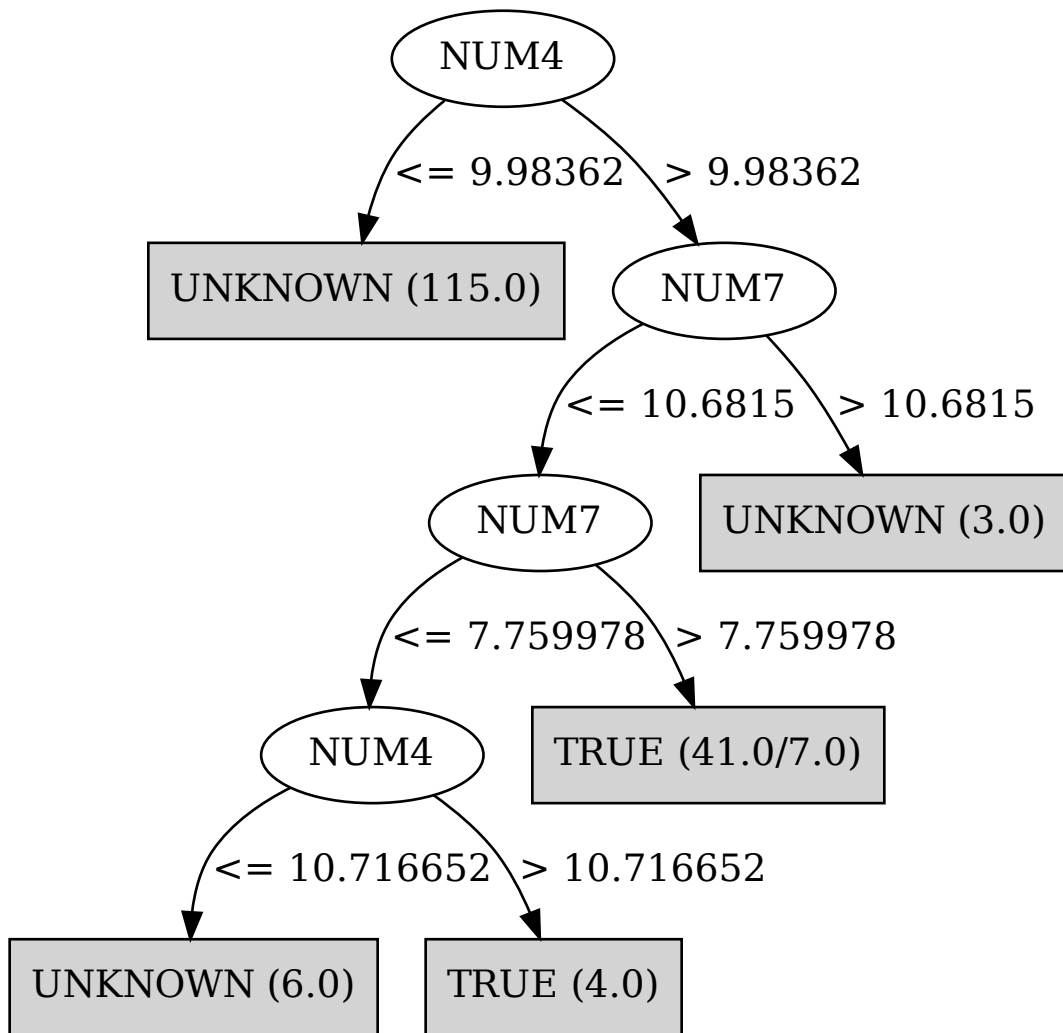 NUM4
<= 9.98362
> 9.98362
UNKNOWN (115.0)
NUM7
<= 10.6815
> 10.6815
NUM7
UNKNOWN (3.0)
<= 7.759978
> 7.759978
NUM4
TRUE (41.0/7.0)
<= 10.716652
> 10.716652
UNKNOWN (6.0)
TRUE (4.0)